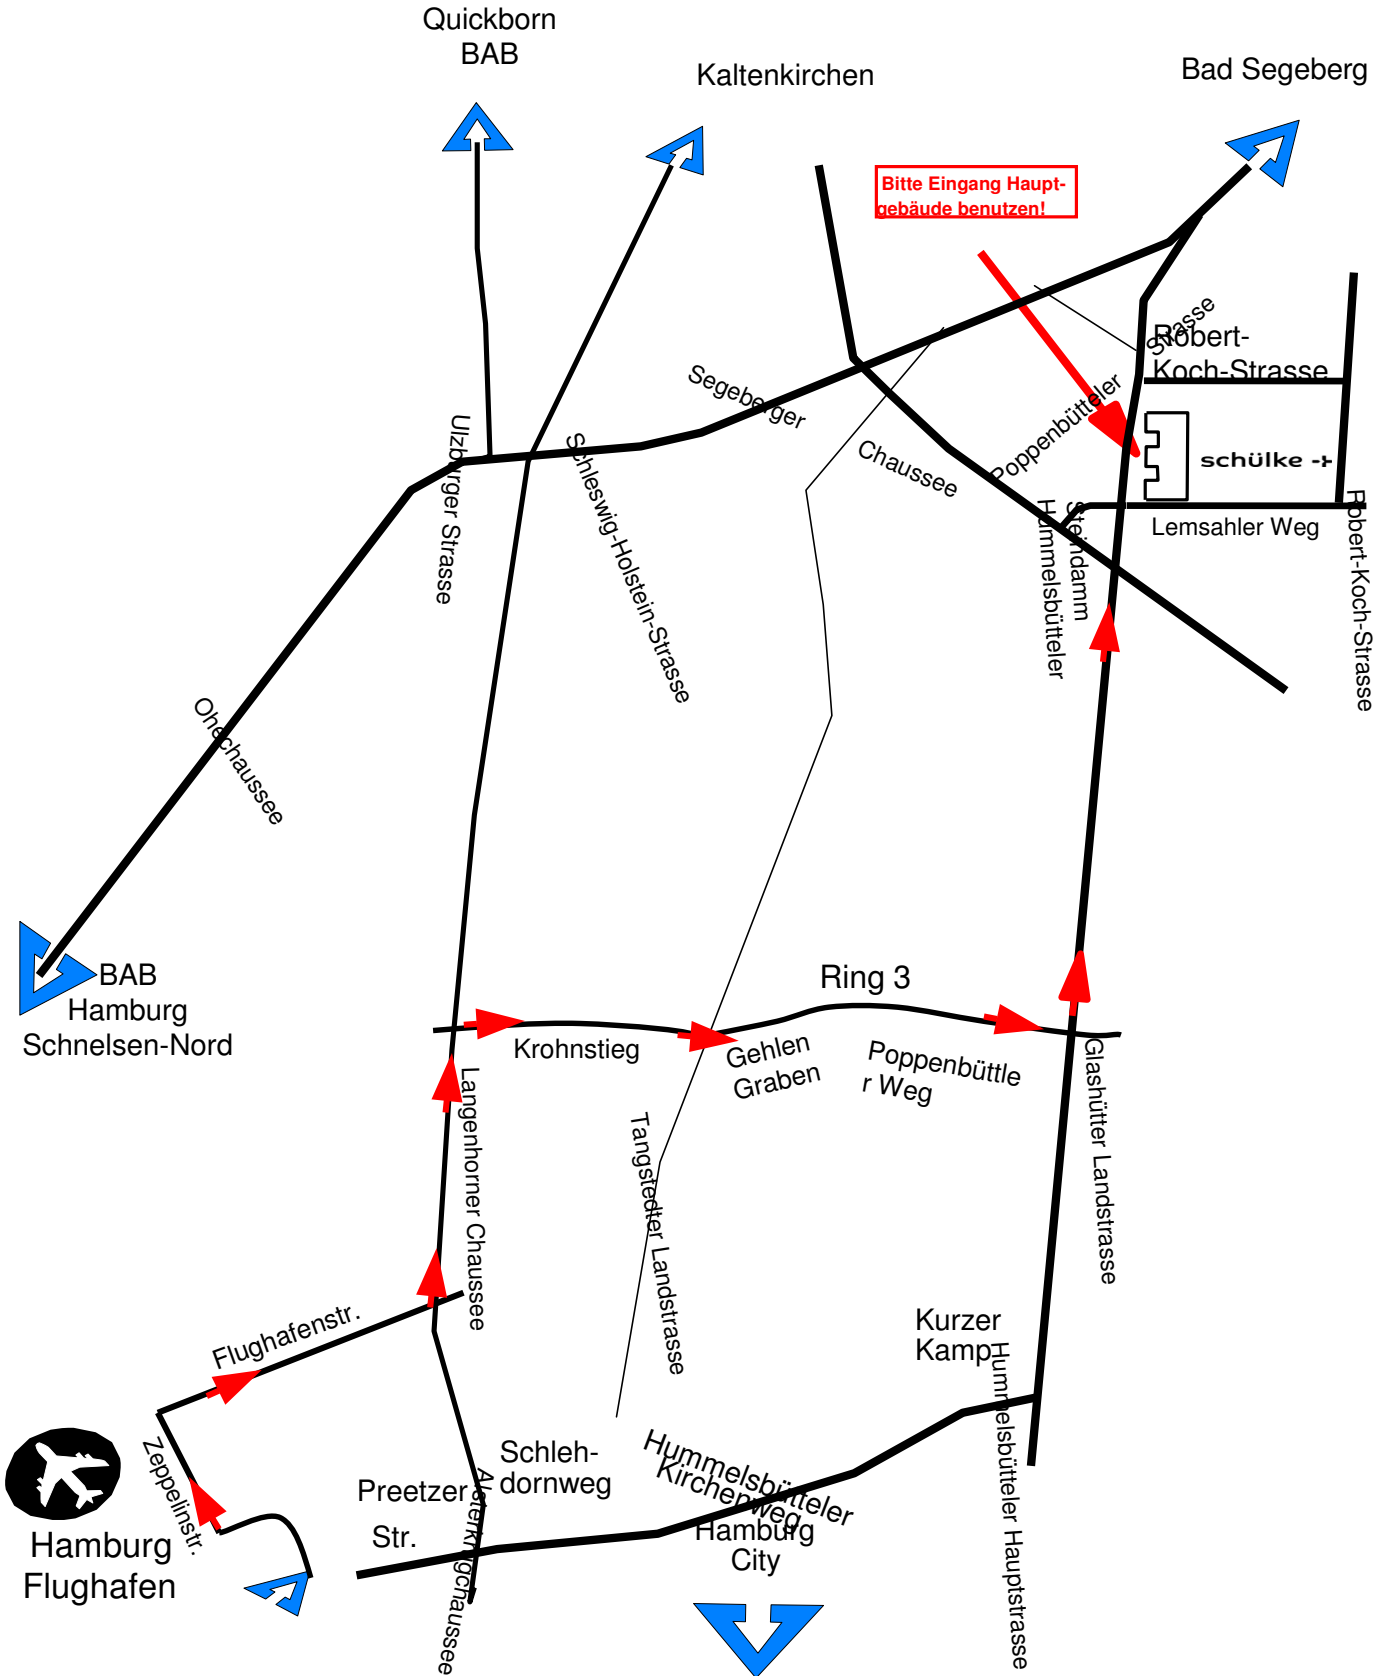 Quickborn
BAB
Kaltenkirchen
Bad Segeberg
Bitte Eingang Haupt-
gebäude benutzen!
Strasse
Robert-
Koch-Strasse
Segeberger
Poppenbütteler
Ulzburger Strasse
Schleswig-Holstein-Strasse
Chaussee
schülke -+
Steindamm
Hummelsbütteler
Lemsahler Weg
Robert-Koch-Strasse
Ohechaussee
BAB
Hamburg
Schnelsen-Nord
Ring 3
Krohnstieg
Gehlen
Graben
Poppenbüttle
r Weg
Glashütter Landstrasse
Langenhorner Chaussee
Tangstedter Landstrasse
Flughafenstr.
Kurzer
Kamp
Hummelsbütteler Hauptstrasse
Zeppelinstr.
Schleh-
dornweg
Hummelsbütteler
Kirchenweg
Preetzer
Str.
Alsterkrugchaussee
Hamburg
City
Hamburg
Flughafen